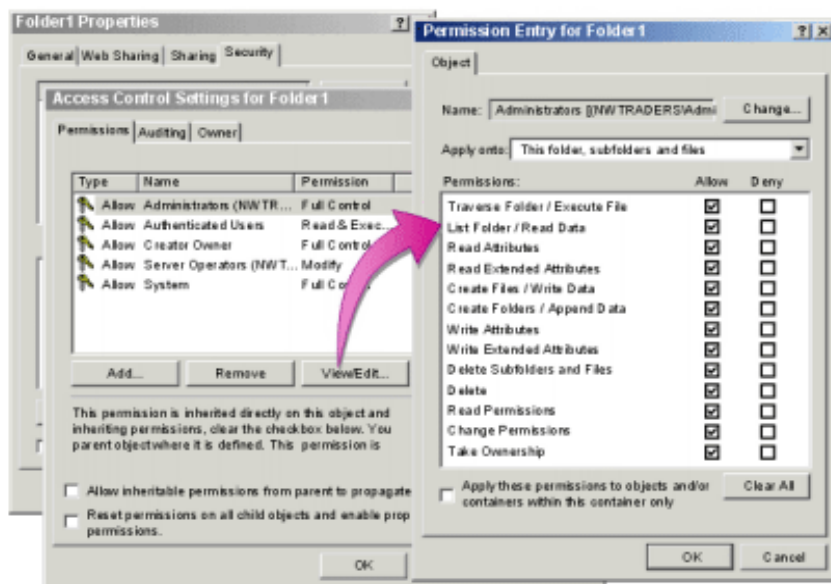 Folder1 Properties
General Web Sharing Sharing Security
Access Control Settings for Folder1
Permissions Auditing Owner
Type Name Permission
Allow Administrators (NWTR... Full Control
Allow Authenticated Users Read & Exec...
Allow Creator Owner Full Control
Allow Server Operators (NWT... Modify
Allow System Full Co
Add... Remove View/Edit...
This permission is inherited directly on this object and
inheriting permissions, clear the checkbox below. You
parent object where it is defined. This permission is
Allow inheritable permissions from parent to propagate
Reset permissions on all child objects and enable prop
permissions.
OK
Permission Entry for Folder1
Object
Name: Administrators [(NWTRADERS\Admi Change...
Apply onto: This folder, subfolders and files
Permissions: Allow Deny
Traverse Folder / Execute File
List Folder / Read Data
Read Attributes
Read Extended Attributes
Create Files / Write Data
Create Folders / Append Data
Write Attributes
Write Extended Attributes
Delete Subfolders and Files
Delete
Read Permissions
Change Permissions
Take Ownership
Apply these permissions to objects and/or
containers within this container only
Clear All
OK Cancel